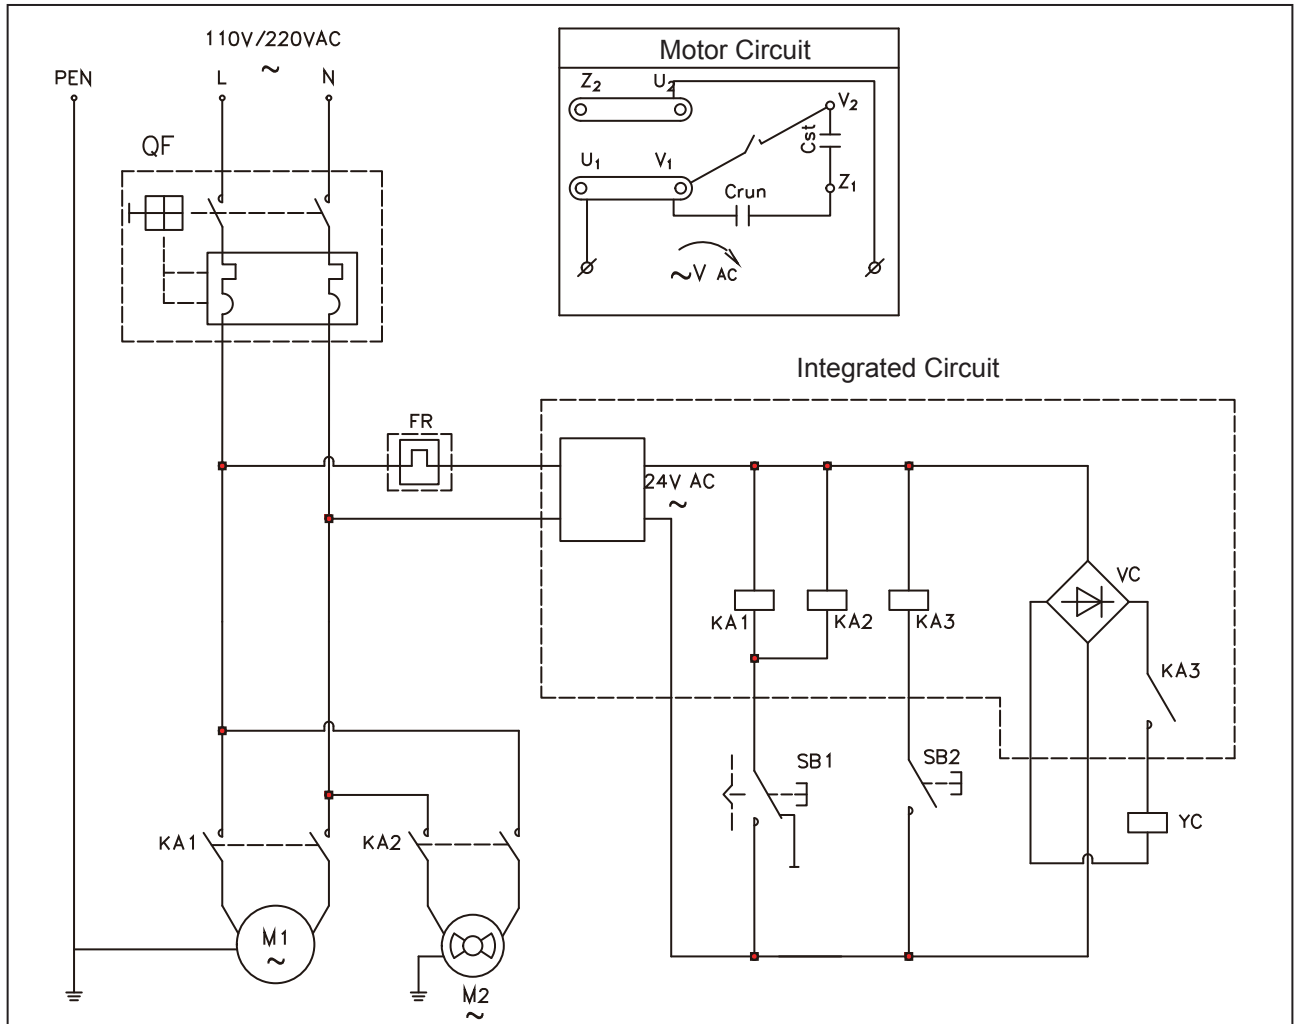 110V/220VAC
~
PEN
L
N
QF
Motor Circuit
Z2
U2
V2
Cst
U1
V1
Z1
Crun
~V AC
Integrated Circuit
FR
24V AC
~
VC
KA1
KA2
KA3
KA3
SB1
SB2
YC
KA1
KA2
M1
~
M2
~